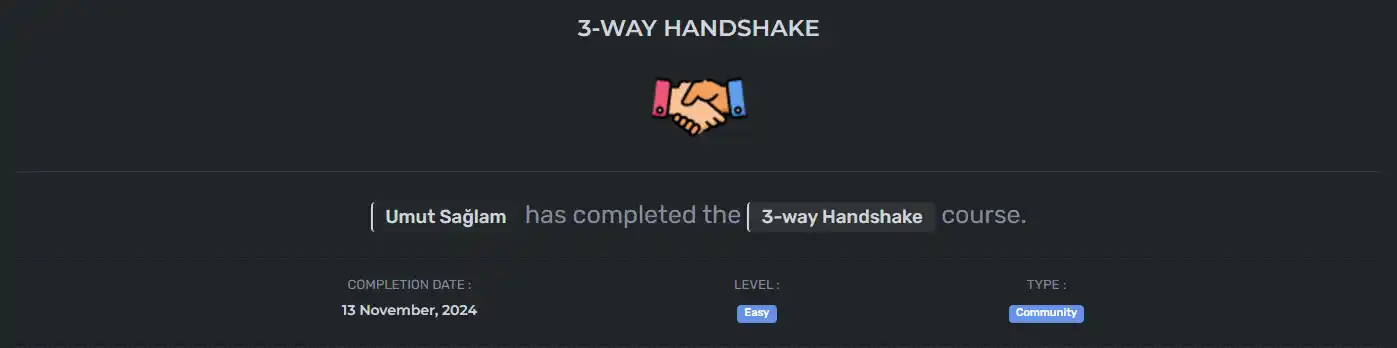 3-WAY HANDSHAKE
Umut Sağlam has completed the 3-way Handshake course.
COMPLETION DATE : LEVEL : TYPE :
13 November, 2024 Easy Community